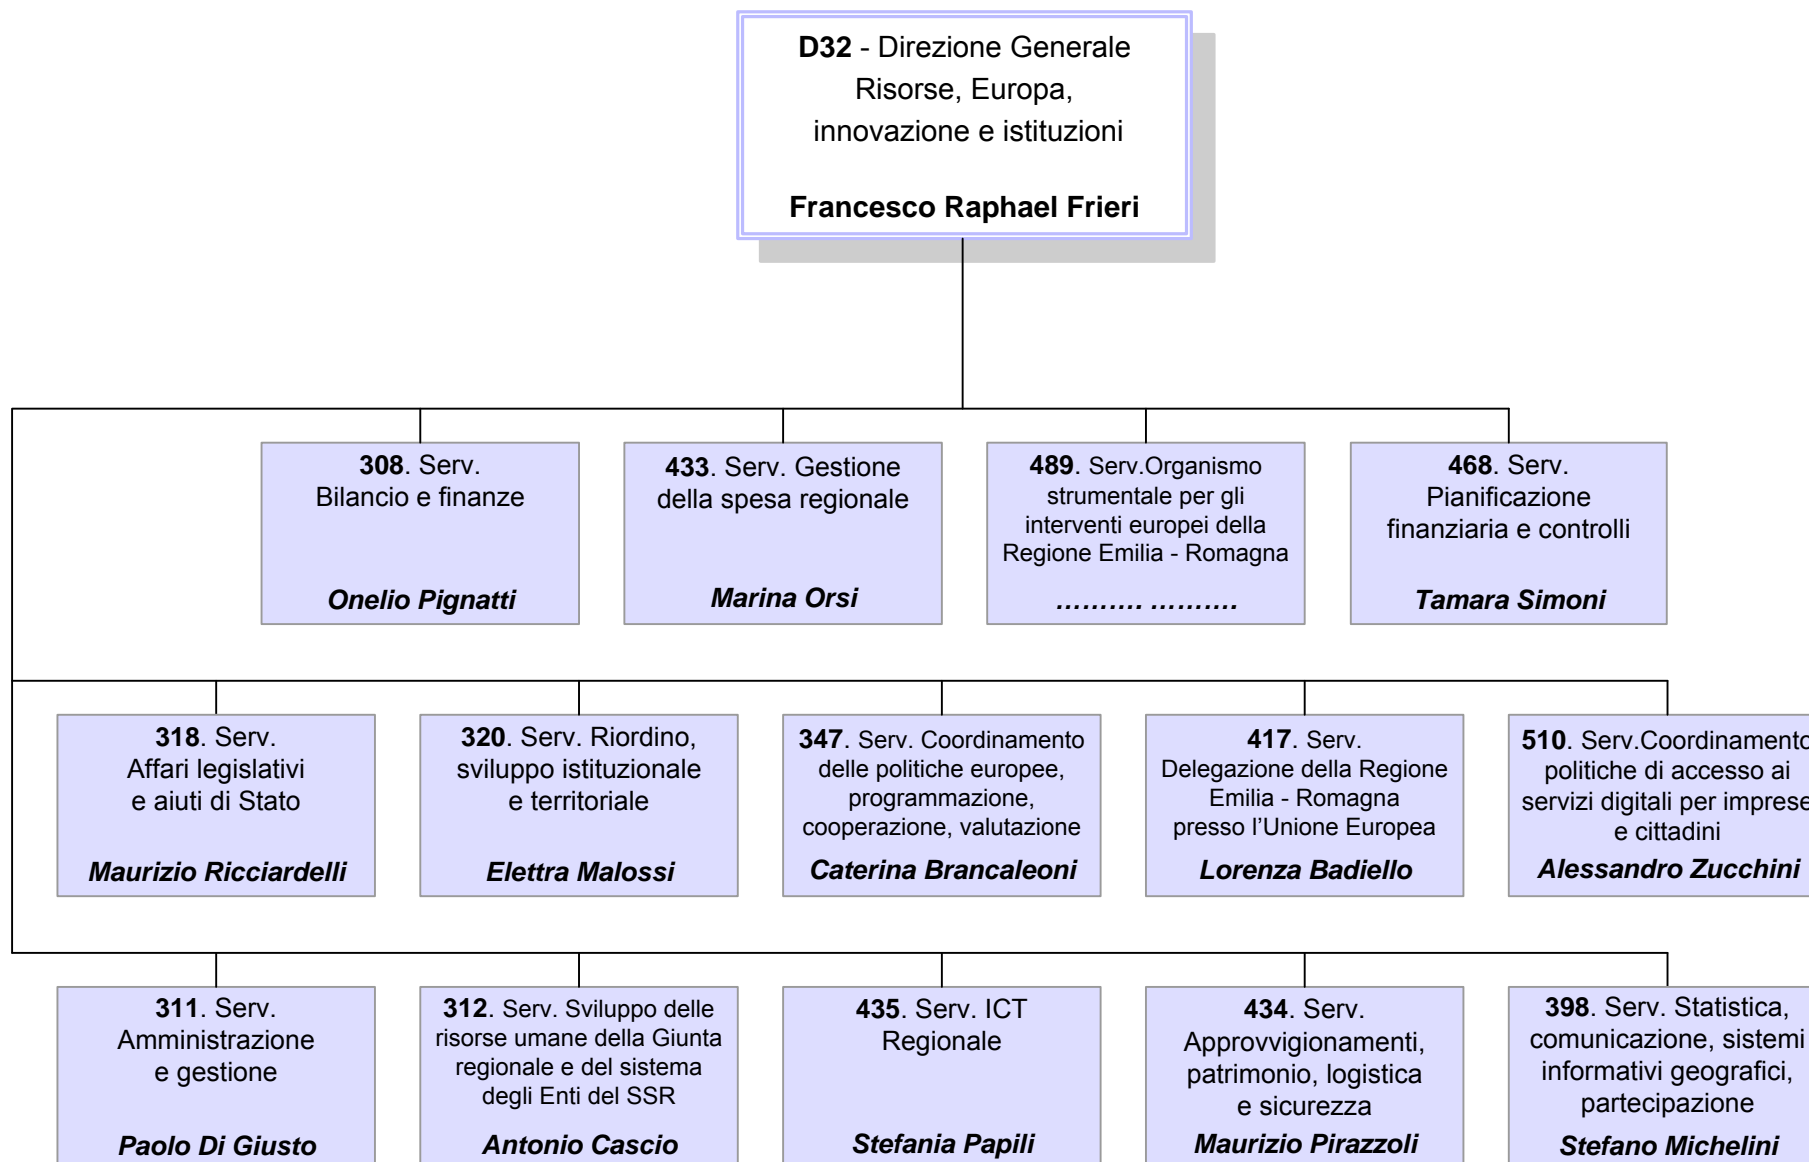 D32 - Direzione Generale
Risorse, Europa,
innovazione e istituzioni
Francesco Raphael Frieri
308. Serv.
Bilancio e finanze
Onelio Pignatti
433. Serv. Gestione
della spesa regionale
Marina Orsi
489. Serv.Organismo
strumentale per gli
interventi europei della
Regione Emilia - Romagna
………. ……….
468. Serv.
Pianificazione
finanziaria e controlli
Tamara Simoni
318. Serv.
Affari legislativi
e aiuti di Stato
Maurizio Ricciardelli
320. Serv. Riordino,
sviluppo istituzionale
e territoriale
Elettra Malossi
347. Serv. Coordinamento
delle politiche europee,
programmazione,
cooperazione, valutazione
Caterina Brancaleoni
417. Serv.
Delegazione della Regione
Emilia - Romagna
presso l’Unione Europea
Lorenza Badiello
510. Serv.Coordinamento
politiche di accesso ai
servizi digitali per imprese
e cittadini
Alessandro Zucchini
311. Serv.
Amministrazione
e gestione
Paolo Di Giusto
312. Serv. Sviluppo delle
risorse umane della Giunta
regionale e del sistema
degli Enti del SSR
Antonio Cascio
435. Serv. ICT
Regionale
Stefania Papili
434. Serv.
Approvvigionamenti,
patrimonio, logistica
e sicurezza
Maurizio Pirazzoli
398. Serv. Statistica,
comunicazione, sistemi
informativi geografici,
partecipazione
Stefano Michelini